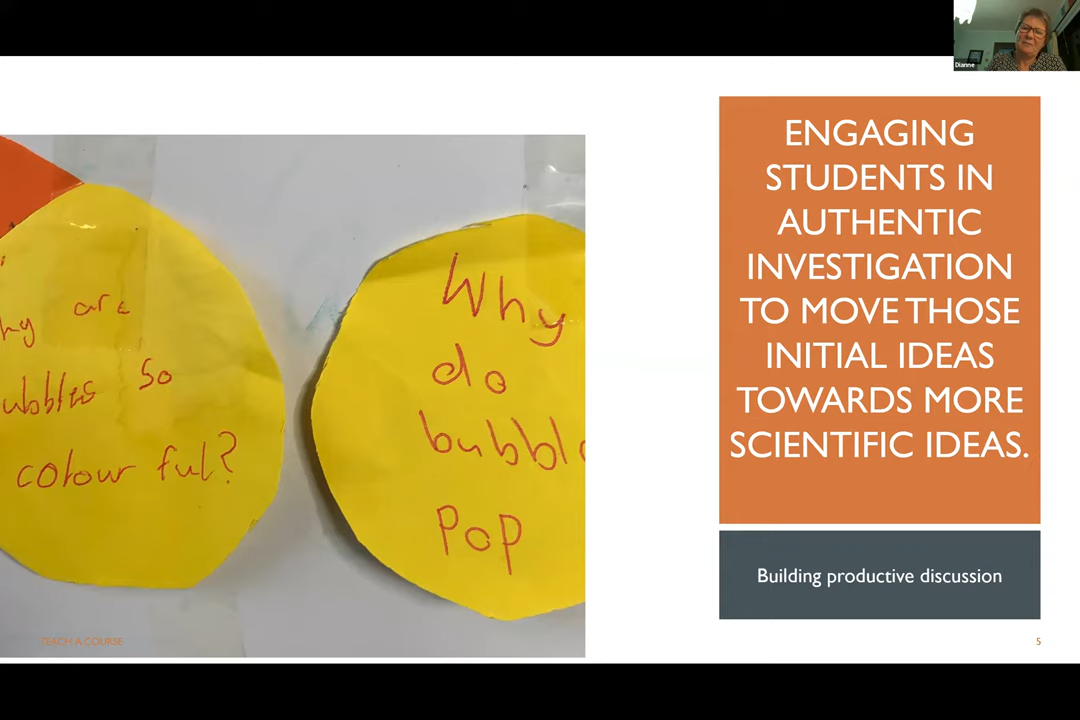 Dianne
ENGAGING
STUDENTS IN
AUTHENTIC
INVESTIGATION
TO MOVE THOSE
INITIAL IDEAS
TOWARDS MORE
SCIENTIFIC IDEAS.
Building productive discussion
hy are
ubbles so
colour ful?
Why
do
bubble
pop
TEACH A COURSE
5